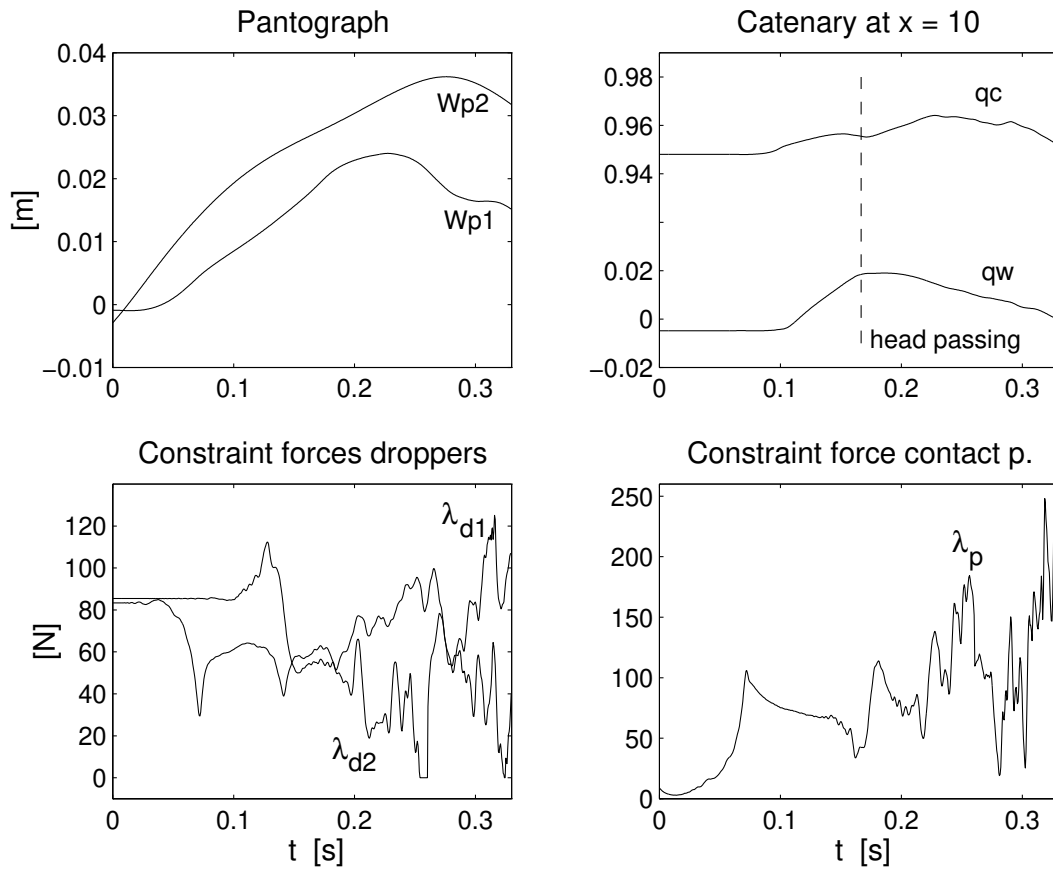 Pantograph
0.04
0.03
0.02
0.01
0
−0.01
[m]
Wp2
Wp1
0 0.1 0.2 0.3
Catenary at x = 10
0.98
0.96
0.94
0.02
0
−0.02
qc
qw
head passing
0 0.1 0.2 0.3
Constraint forces droppers
120
100
80
60
40
20
0
[N]
λd1
λd2
0 0.1 0.2 0.3
t [s]
Constraint force contact p.
250
200
150
100
50
0
λp
0 0.1 0.2 0.3
t [s]